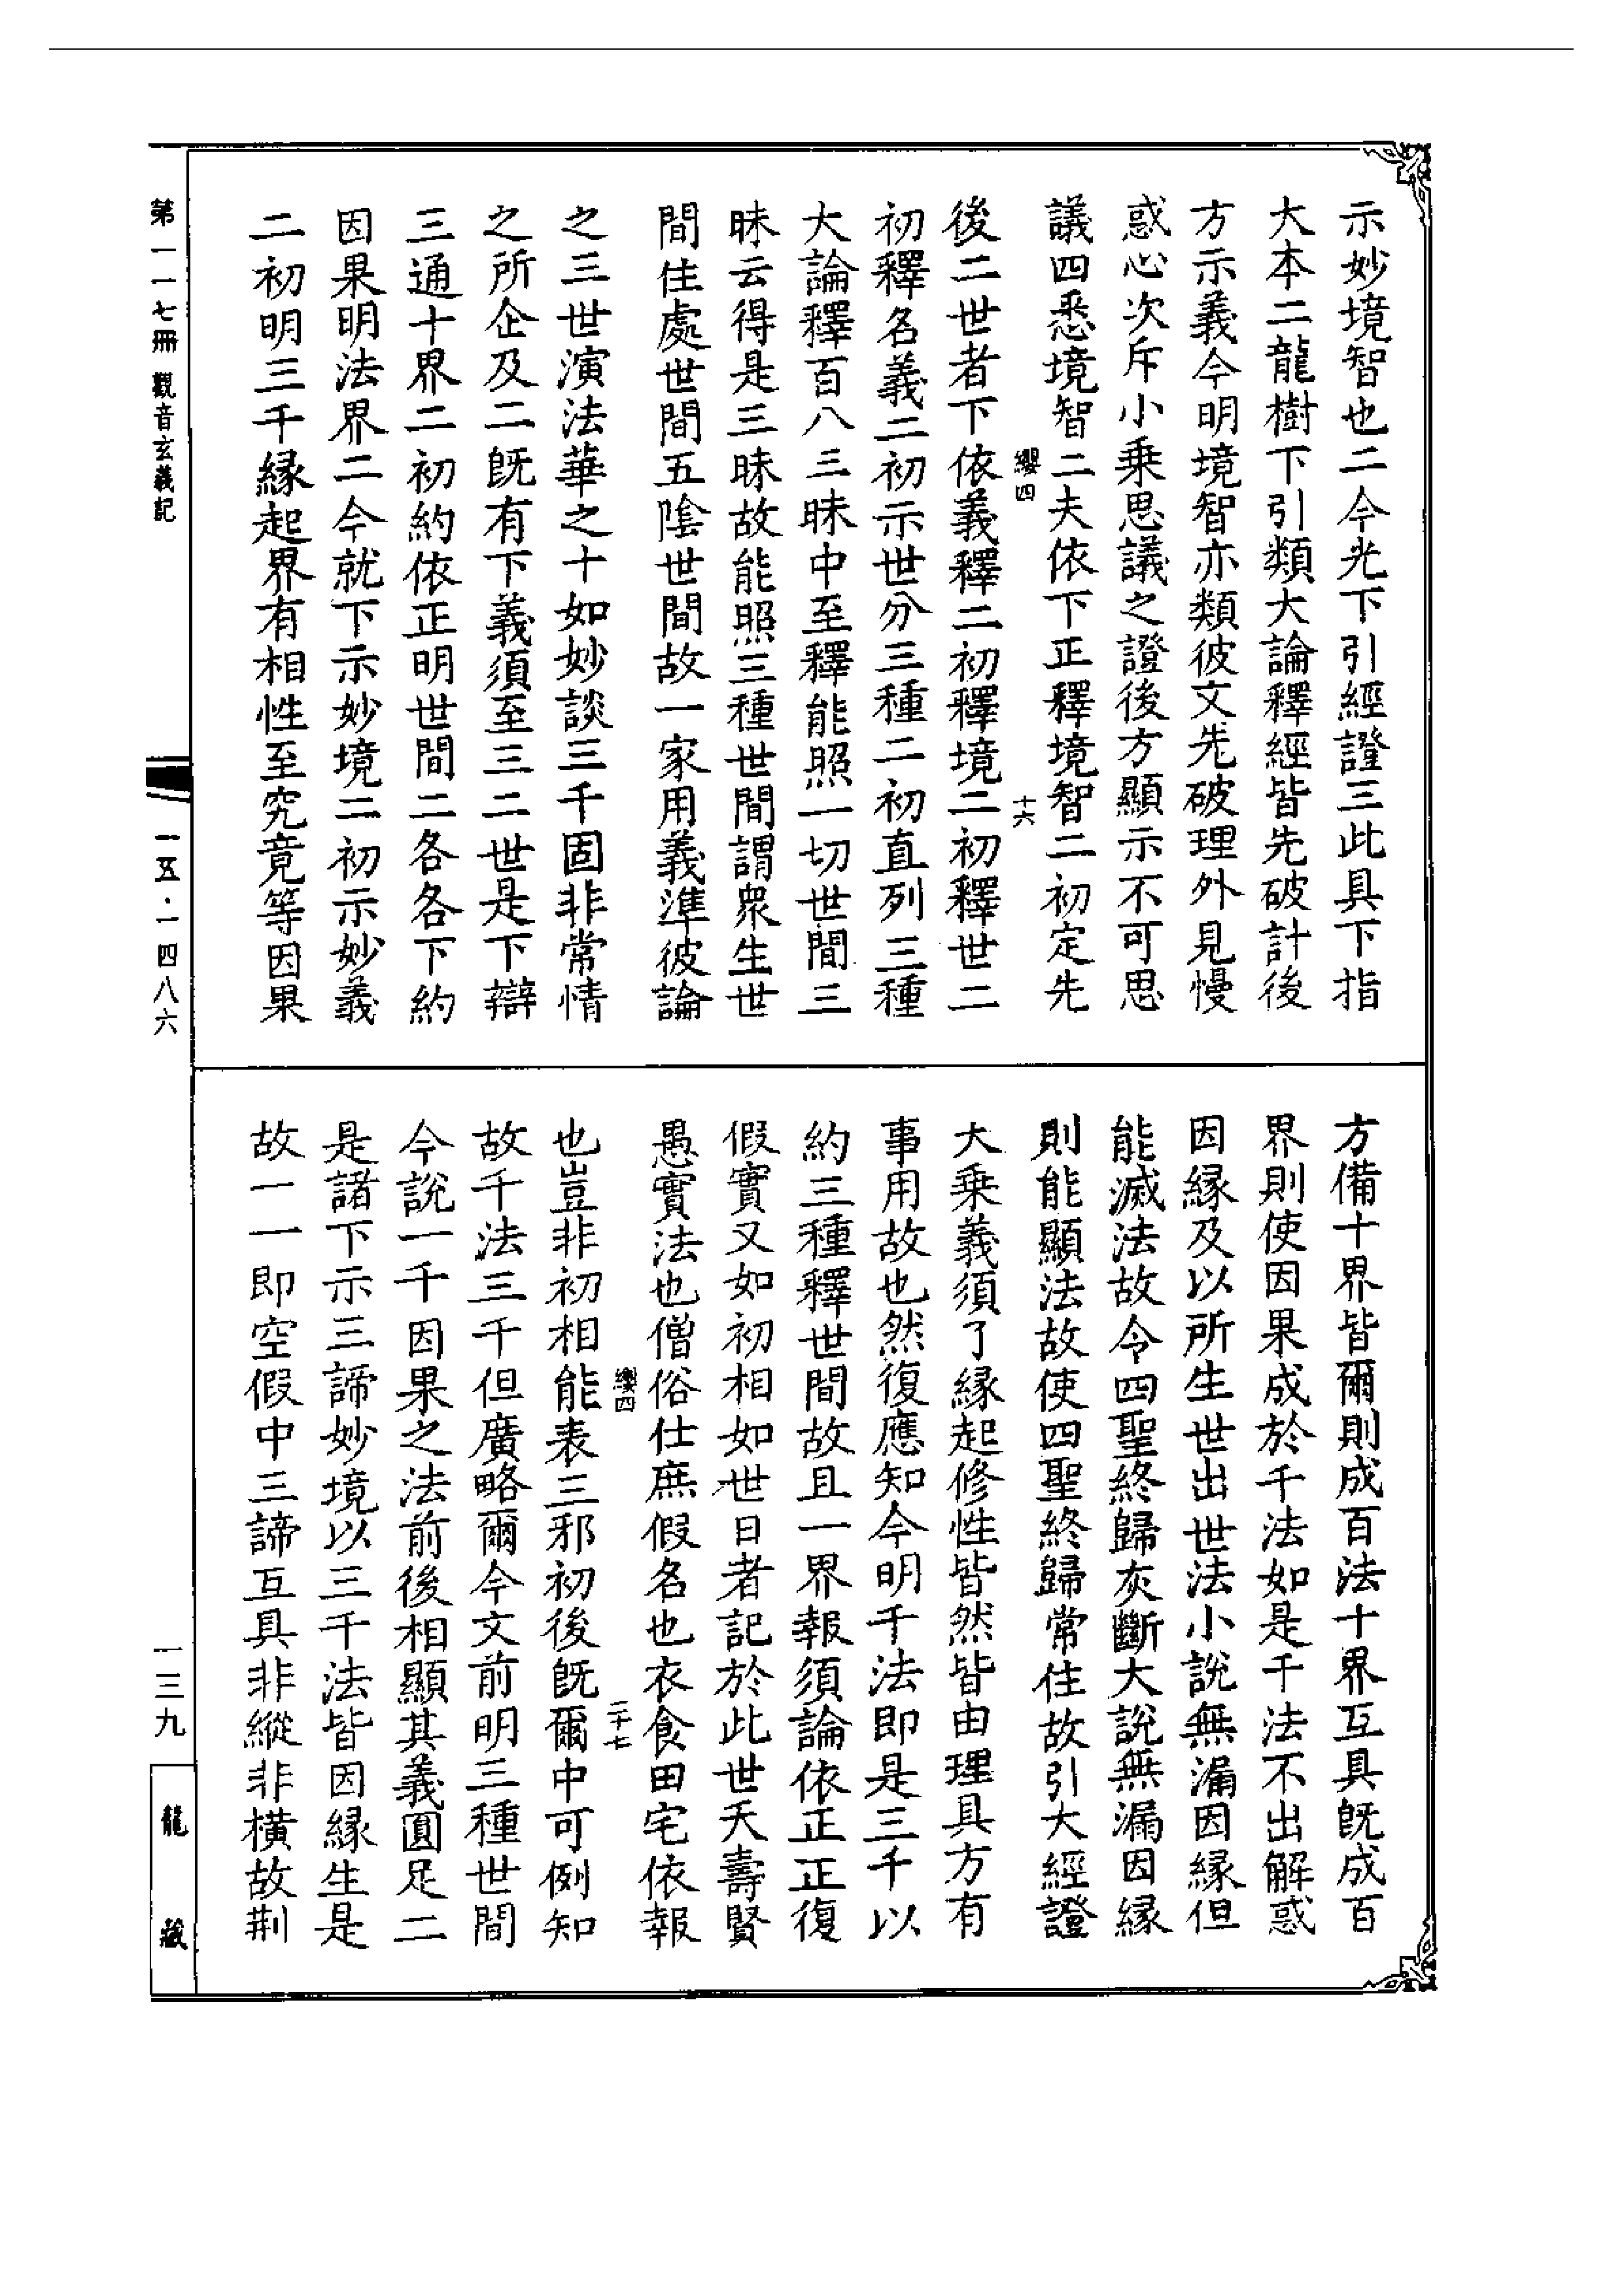 示妙境智也二今光下引經證三此具下指
大本二龍樹下引類大論釋經皆先破計後
方示義今明境智亦類彼文先破理外見慢
惑心次斥小乘思議之證後方顯示不可思
議四悉境智二夫依下正釋境智二初定先
纓四 十六
後二世者下依義釋二初釋境二初釋世二
初釋名義二初示世分三種二初直列三種
大論釋百八三昧中至釋能照一切世間三
昧云得是三昧故能照三種世間謂眾生世
間住處世間五陰世間故一家用義準彼論
之三世演法華之十如妙談三千固非常情
之所企及二既有下義須至三二世是下辯
三通十界二初約依正明世間二各各下約
因果明法界二今就下示妙境二初示妙義
二初明三千緣起界有相性至究竟等因果
方備十界皆爾則成百法十界互具既成百
界則使因果成於千法如是千法不出解惑
因緣及以所生世出世法小說無漏因緣但
能滅法故令四聖終歸灰斷大說無漏因緣
則能顯法故使四聖終歸常住故引大經證
大乘義須了緣起修性皆然皆由理具方有
事用故也然復應知今明千法即是三千以
約三種釋世間故且一界報須論依正正復
假實又如初相如世日者記於此世夭壽賢
愚實法也僧俗仕庶假名也衣食田宅依報
纓四 二十七
也豈非初相能表三邪初後既爾中可例知
故千法三千但廣略爾今文前明三種世間
今說一千因果之法前後相顯其義圓足二
是諸下示三諦妙境以三千法皆因緣生是
故一一即空假中三諦互具非縱非橫故荆
第一一七冊 觀音玄義記
一五·一四八六
一三九
龍藏